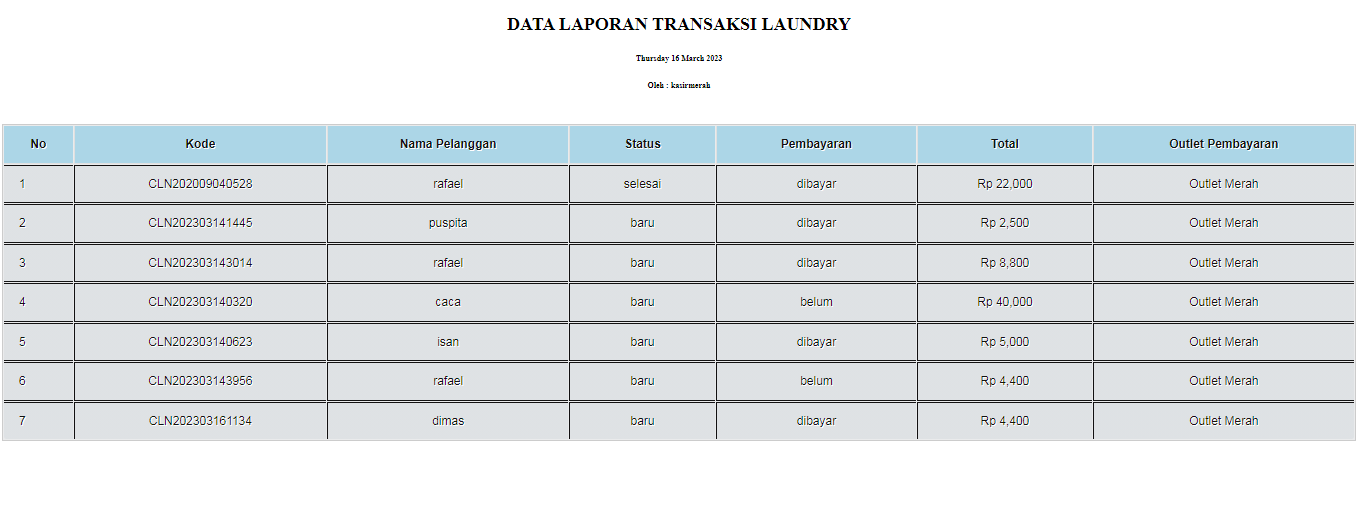 DATA LAPORAN TRANSAKSI LAUNDRY
Thursday 16 March 2023
Oleh : kasirmerah
No Kode Nama Pelanggan Status Pembayaran Total Outlet Pembayaran
1 CLN202009040528 rafael selesai dibayar Rp 22,000 Outlet Merah
2 CLN202303141445 puspita baru dibayar Rp 2,500 Outlet Merah
3 CLN202303143014 rafael baru dibayar Rp 8,800 Outlet Merah
4 CLN202303140320 caca baru belum Rp 40,000 Outlet Merah
5 CLN202303140623 isan baru dibayar Rp 5,000 Outlet Merah
6 CLN202303143956 rafael baru belum Rp 4,400 Outlet Merah
7 CLN202303161134 dimas baru dibayar Rp 4,400 Outlet Merah